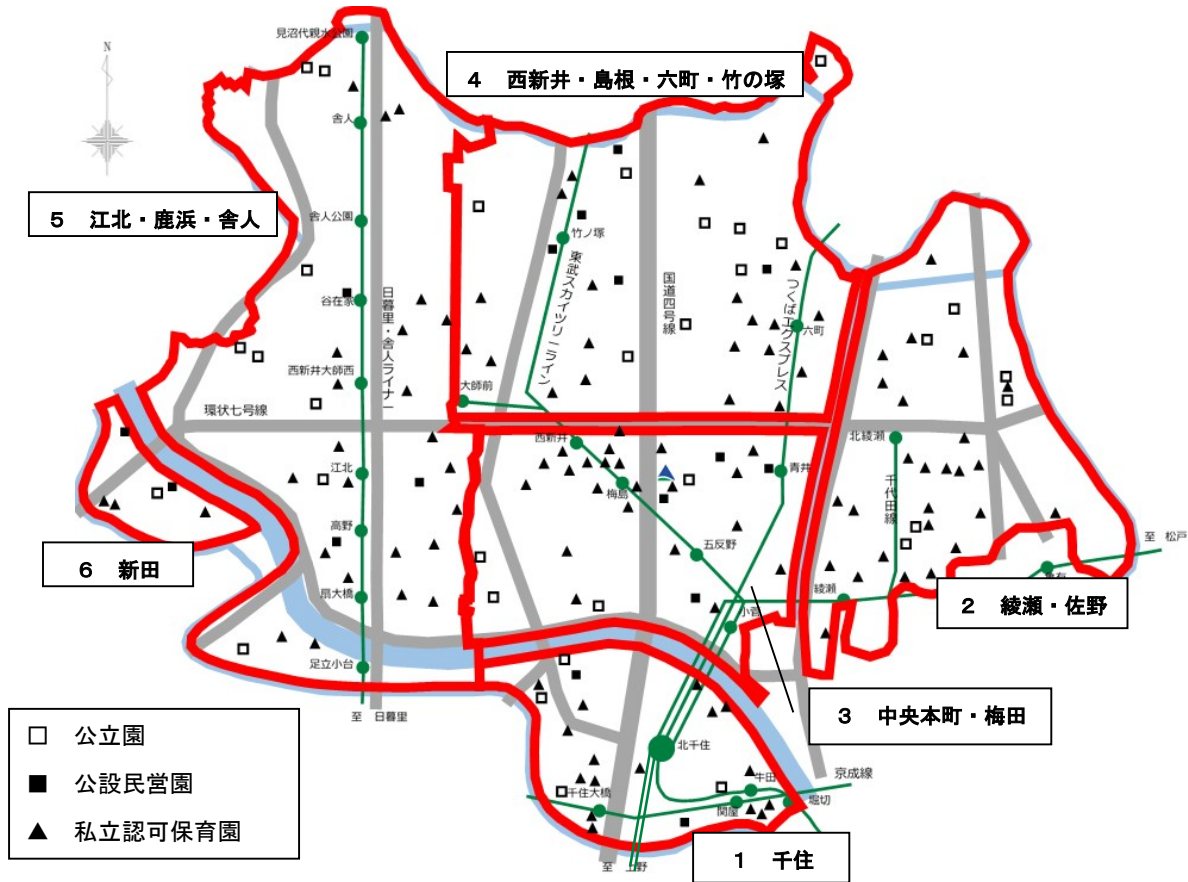 見沼代親水公園
N
4 西新井・島根・六町・竹の塚
舎人
5 江北・鹿浜・舎人
舎人公園
竹ノ塚
東武スカイツリーライン
国道四号線
つくばエクスプレス
谷在家
日暮里・舎人ライナー
六町
西新井大師西
大師前
環状七号線
西新井
北綾瀬
江北
梅島
青井
千代田線
高野
五反野
至 松戸
6 新田
扇大橋
綾瀬
亀有
2 綾瀬・佐野
小菅
足立小台
至 日暮里
3 中央本町・梅田
北千住
公立園
公設民営園
私立認可保育園
京成線
牛田
千住大橋
関屋
堀切
1 千住
至 上野